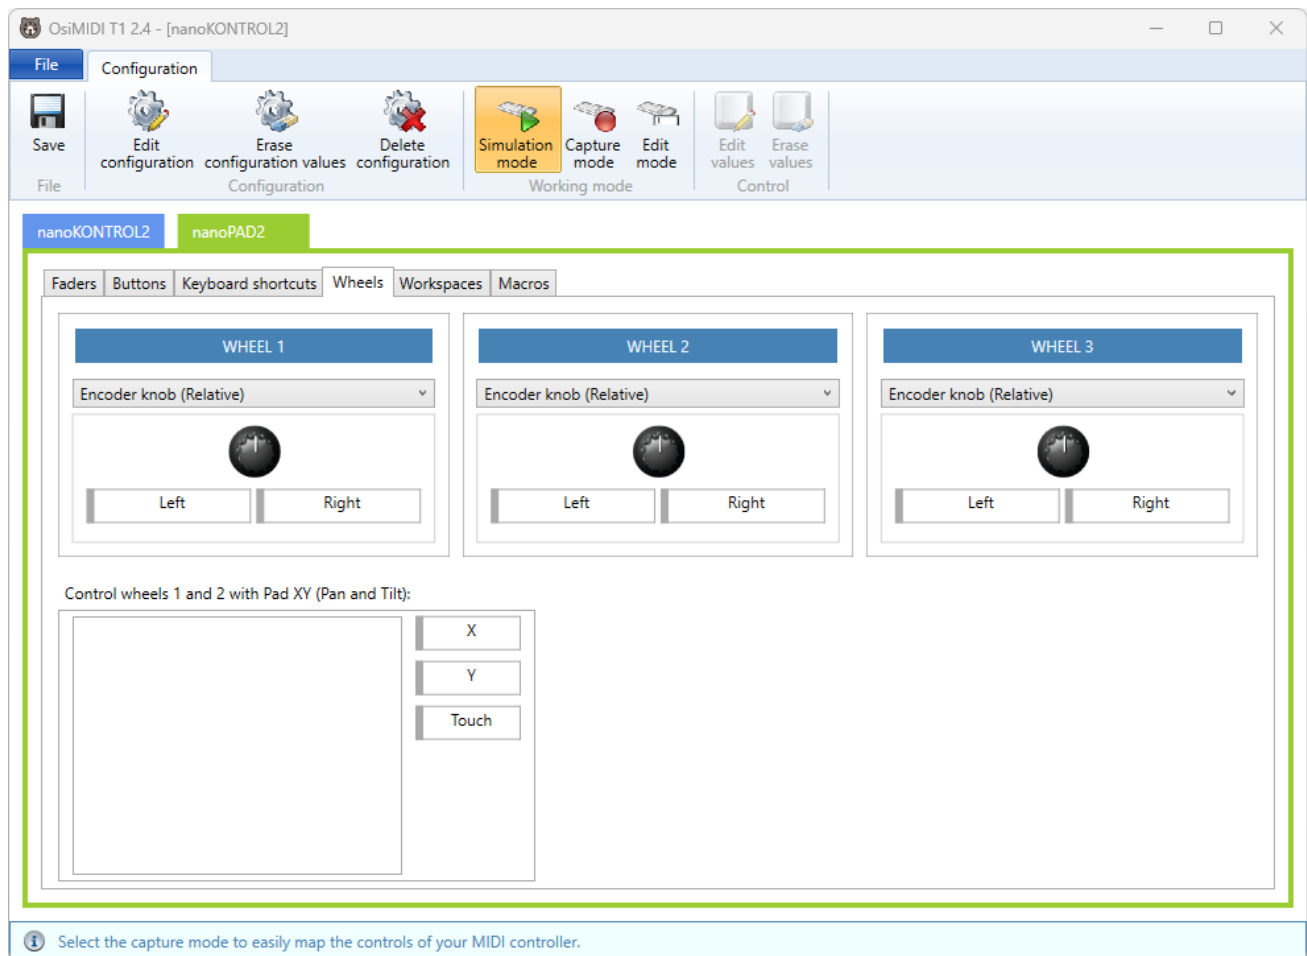 OsiMIDI T1 2.4 - [nanoKONTROL2]
File
Configuration
Save
Edit
configuration
Erase
configuration values
Delete
configuration
Simulation
mode
Capture
mode
Edit
mode
Edit
values
Erase
values
File
Configuration
Working mode
Control
nanoKONTROL2
nanoPAD2
Faders
Buttons
Keyboard shortcuts
Wheels
Workspaces
Macros
WHEEL 1
WHEEL 2
WHEEL 3
Encoder knob (Relative)
Encoder knob (Relative)
Encoder knob (Relative)
Left
Right
Left
Right
Left
Right
Control wheels 1 and 2 with Pad XY (Pan and Tilt):
X
Y
Touch
Select the capture mode to easily map the controls of your MIDI controller.